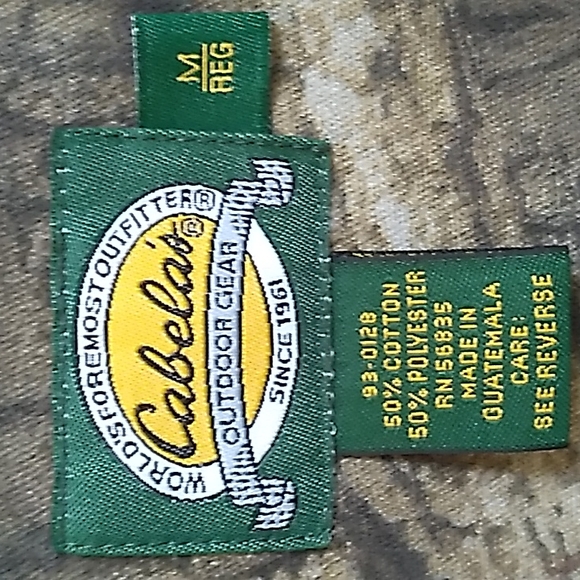 M
REG
WORLD'S FOREMOST OUTFITTER®
Cabela's®
OUTDOOR GEAR
SINCE 1961
93-0128
50% COTTON
50% POLYESTER
RN 56835
MADE IN
GUATEMALA
CARE:
SEE REVERSE